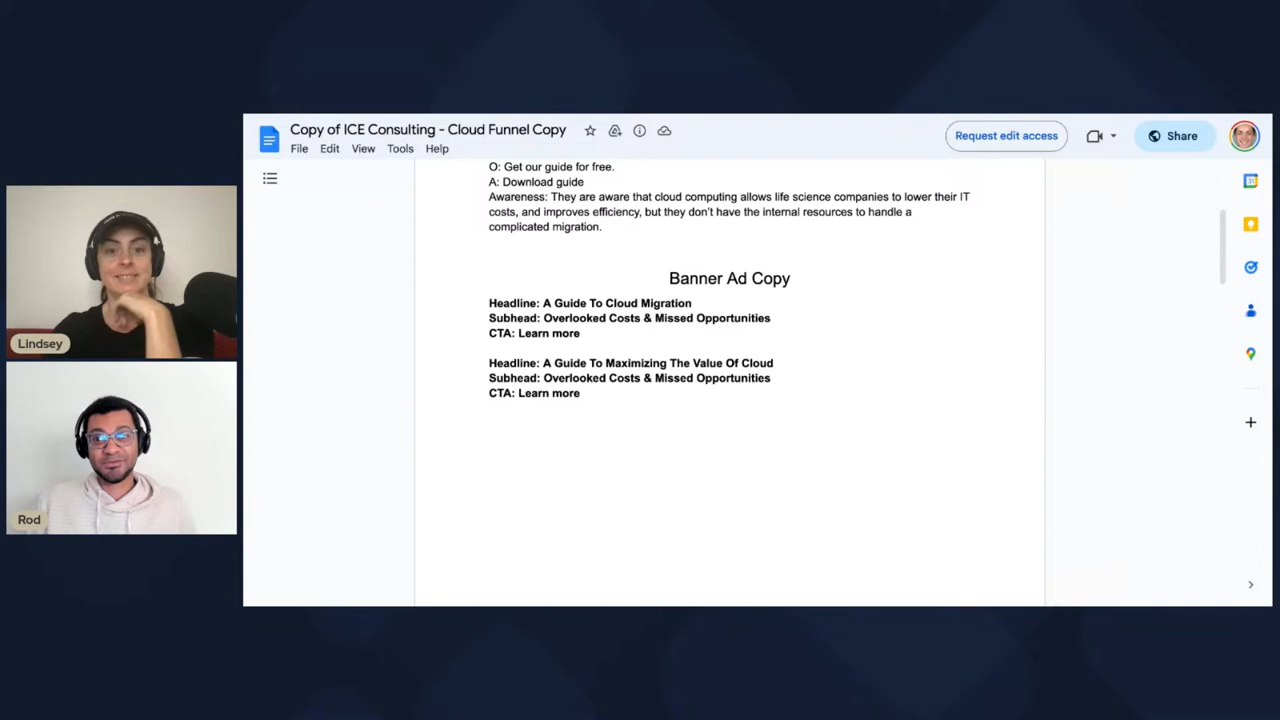 Copy of ICE Consulting - Cloud Funnel Copy
File Edit View Tools Help
Request edit access
Share
O: Get our guide for free.
A: Download guide
Awareness: They are aware that cloud computing allows life science companies to lower their IT
costs, and improves efficiency, but they don't have the internal resources to handle a
complicated migration.
Banner Ad Copy
Headline: A Guide To Cloud Migration
Subhead: Overlooked Costs & Missed Opportunities
CTA: Learn more
Headline: A Guide To Maximizing The Value Of Cloud
Subhead: Overlooked Costs & Missed Opportunities
CTA: Learn more
Lindsey
Rod